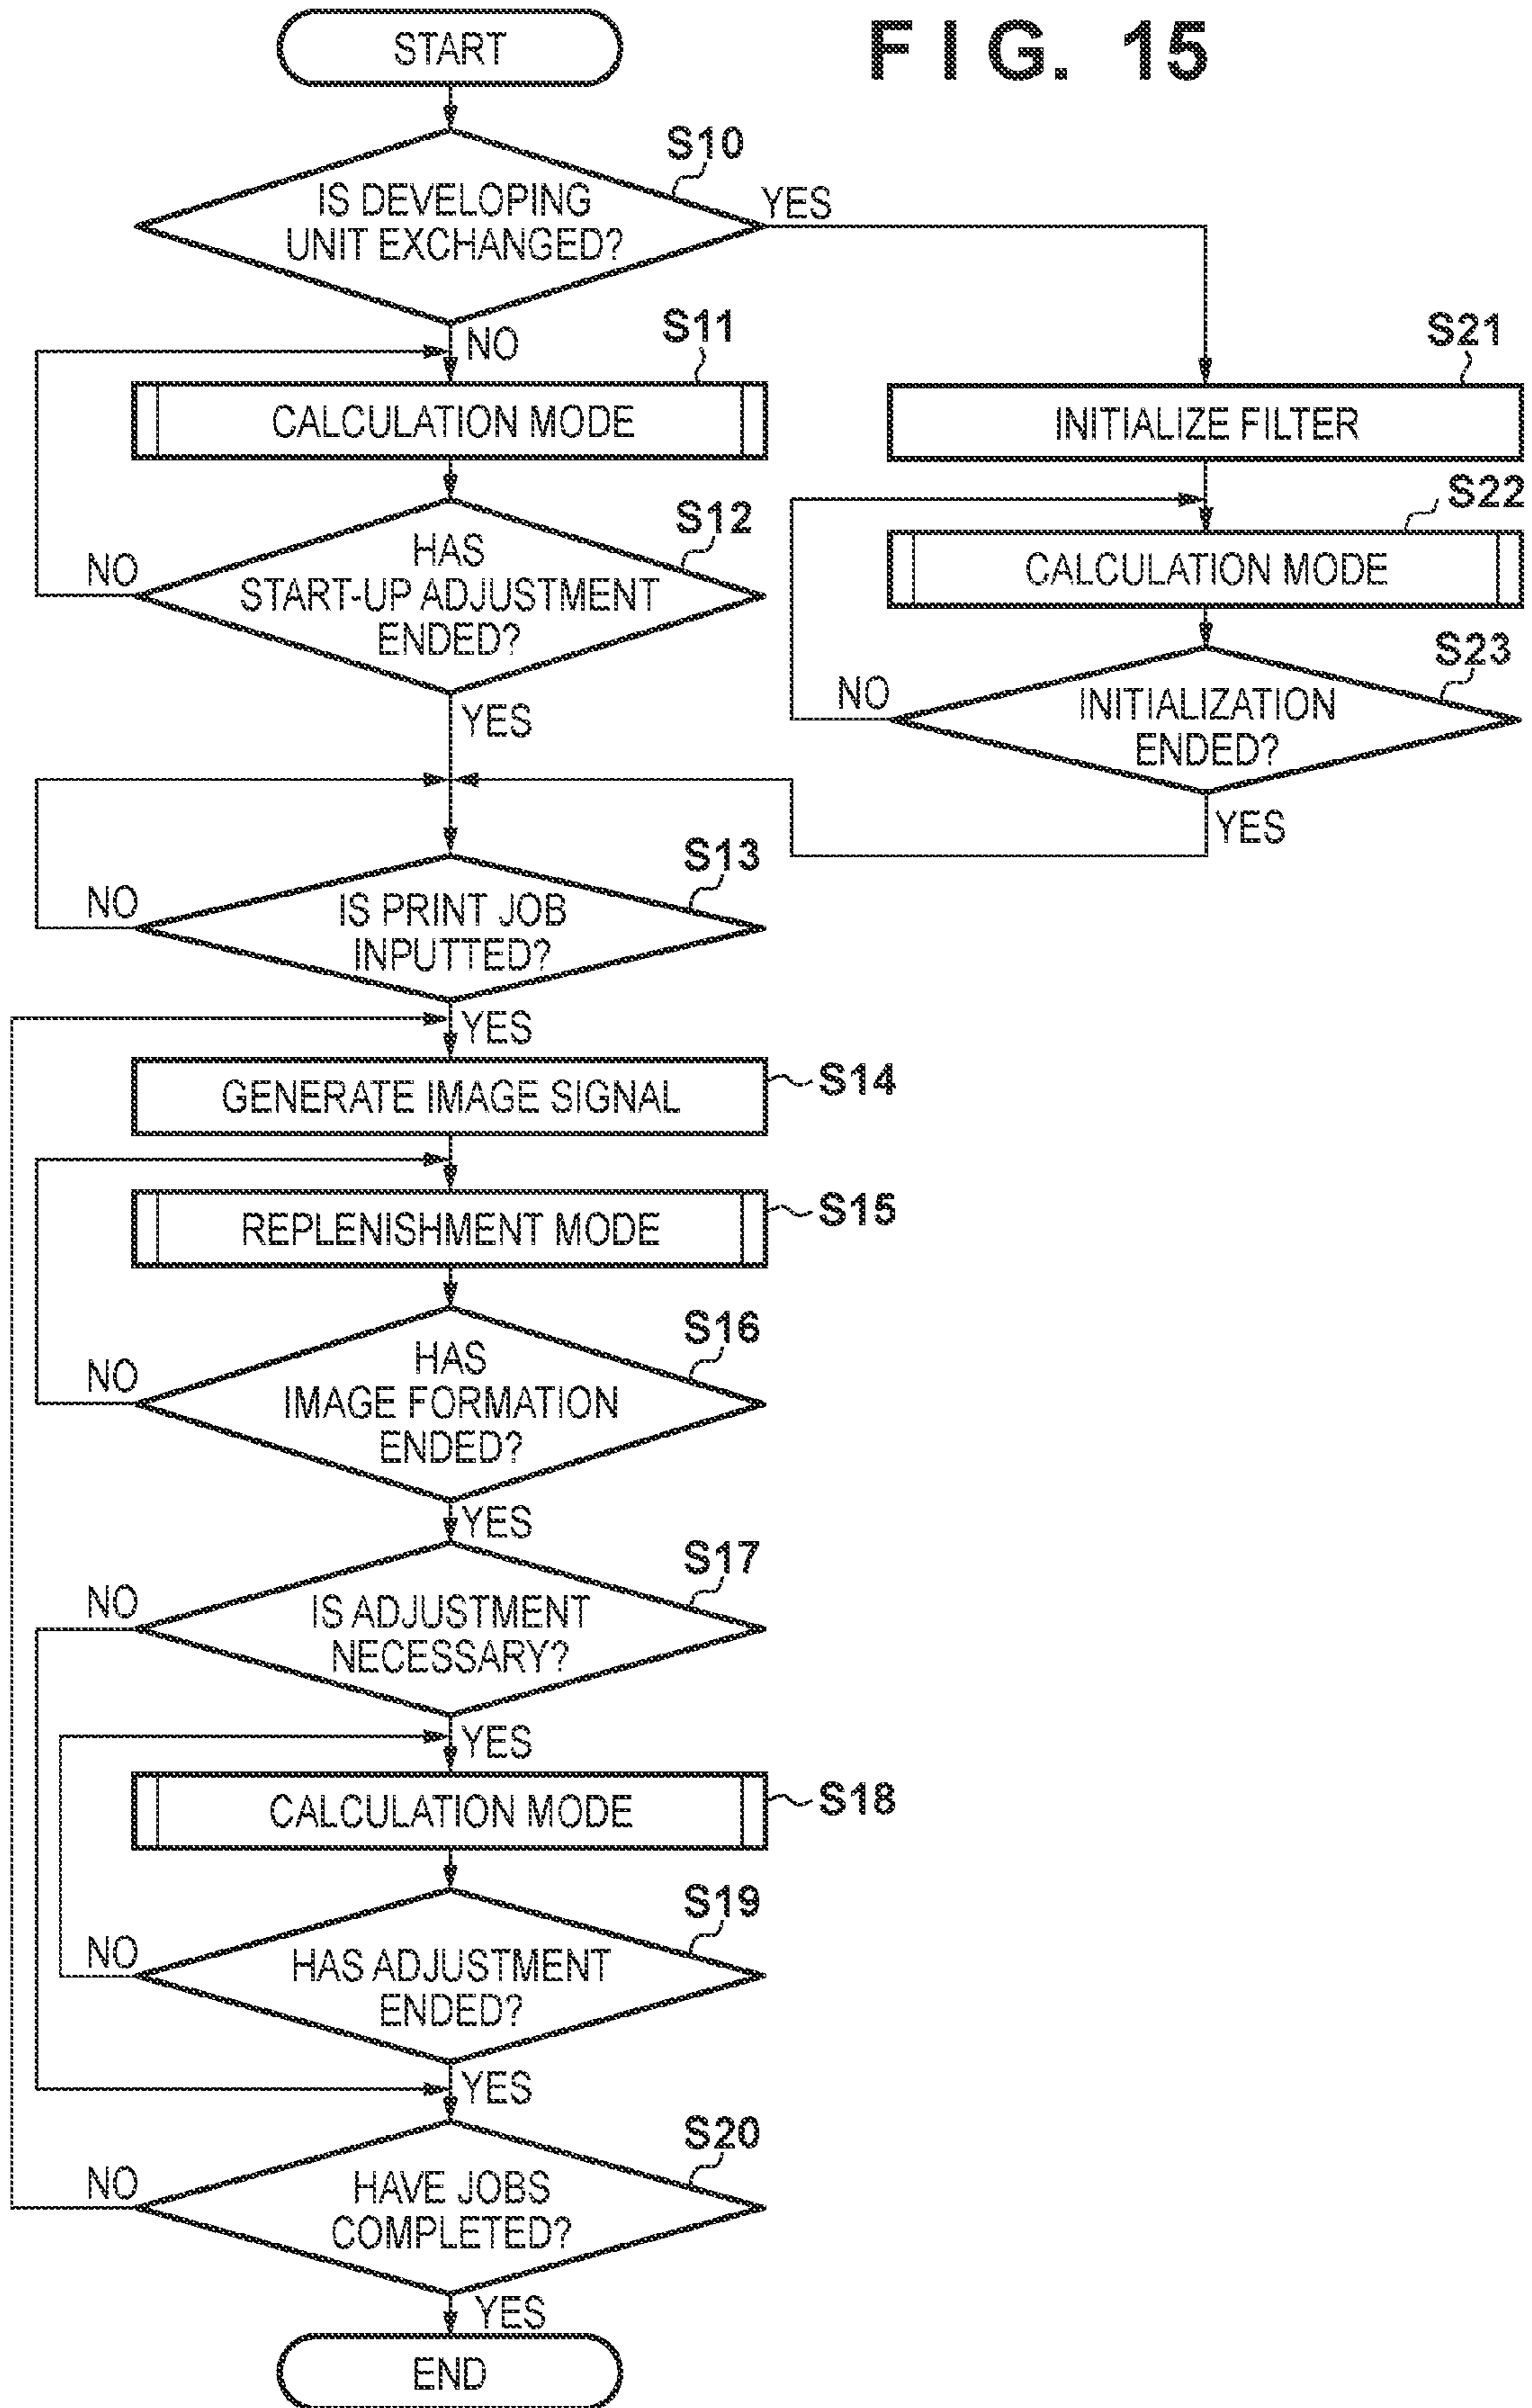 FIG. 15
START
S10
IS DEVELOPING
UNIT EXCHANGED?
YES
NO
S11
CALCULATION MODE
S12
HAS
START-UP ADJUSTMENT
ENDED?
NO
YES
S21
INITIALIZE FILTER
S22
CALCULATION MODE
S23
INITIALIZATION
ENDED?
NO
YES
S13
IS PRINT JOB
INPUTTED?
NO
YES
GENERATE IMAGE SIGNAL
S14
REPLENISHMENT MODE
S15
S16
HAS
IMAGE FORMATION
ENDED?
NO
YES
S17
IS ADJUSTMENT
NECESSARY?
NO
YES
CALCULATION MODE
S18
S19
HAS ADJUSTMENT
ENDED?
NO
YES
S20
HAVE JOBS
COMPLETED?
NO
YES
END